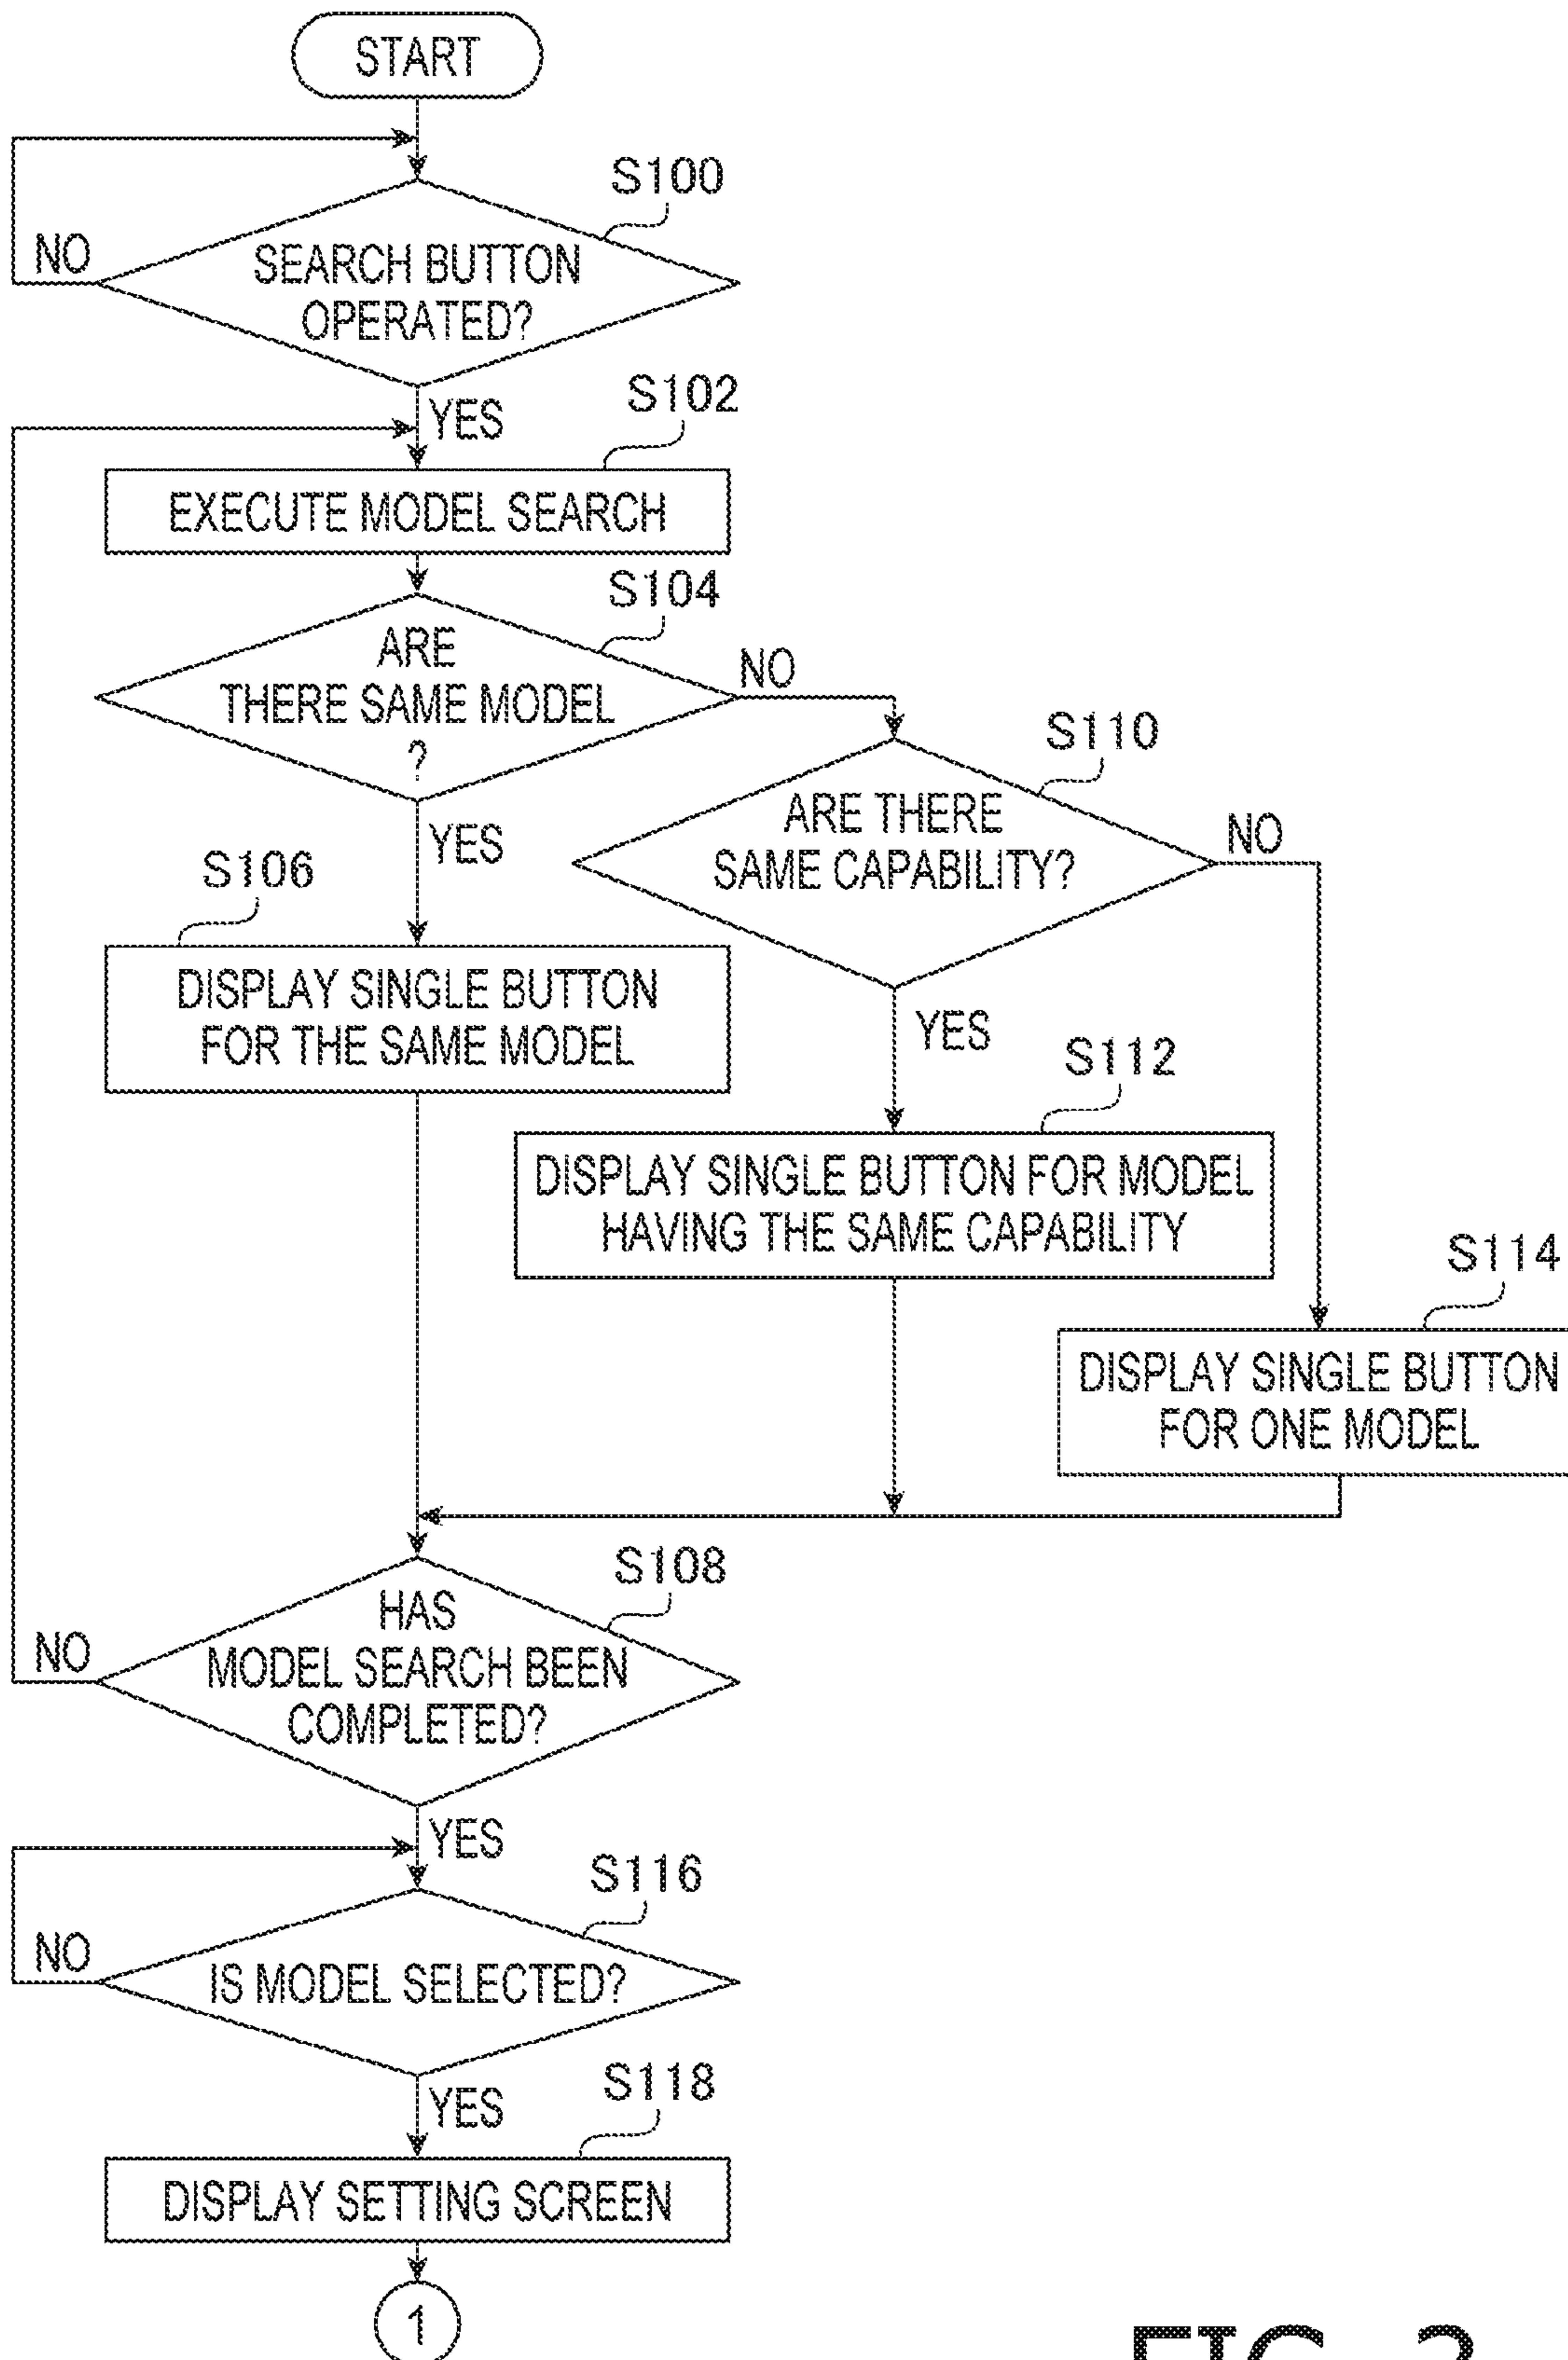 START
S100
NO
SEARCH BUTTON
OPERATED?
YES
S102
EXECUTE MODEL SEARCH
S104
ARE
THERE SAME MODEL
?
NO
S110
ARE THERE
SAME CAPABILITY?
NO
YES
S106
DISPLAY SINGLE BUTTON
FOR THE SAME MODEL
YES
S112
DISPLAY SINGLE BUTTON FOR MODEL
HAVING THE SAME CAPABILITY
S114
DISPLAY SINGLE BUTTON
FOR ONE MODEL
S108
HAS
MODEL SEARCH BEEN
COMPLETED?
NO
YES
S116
NO
IS MODEL SELECTED?
YES
S118
DISPLAY SETTING SCREEN
1